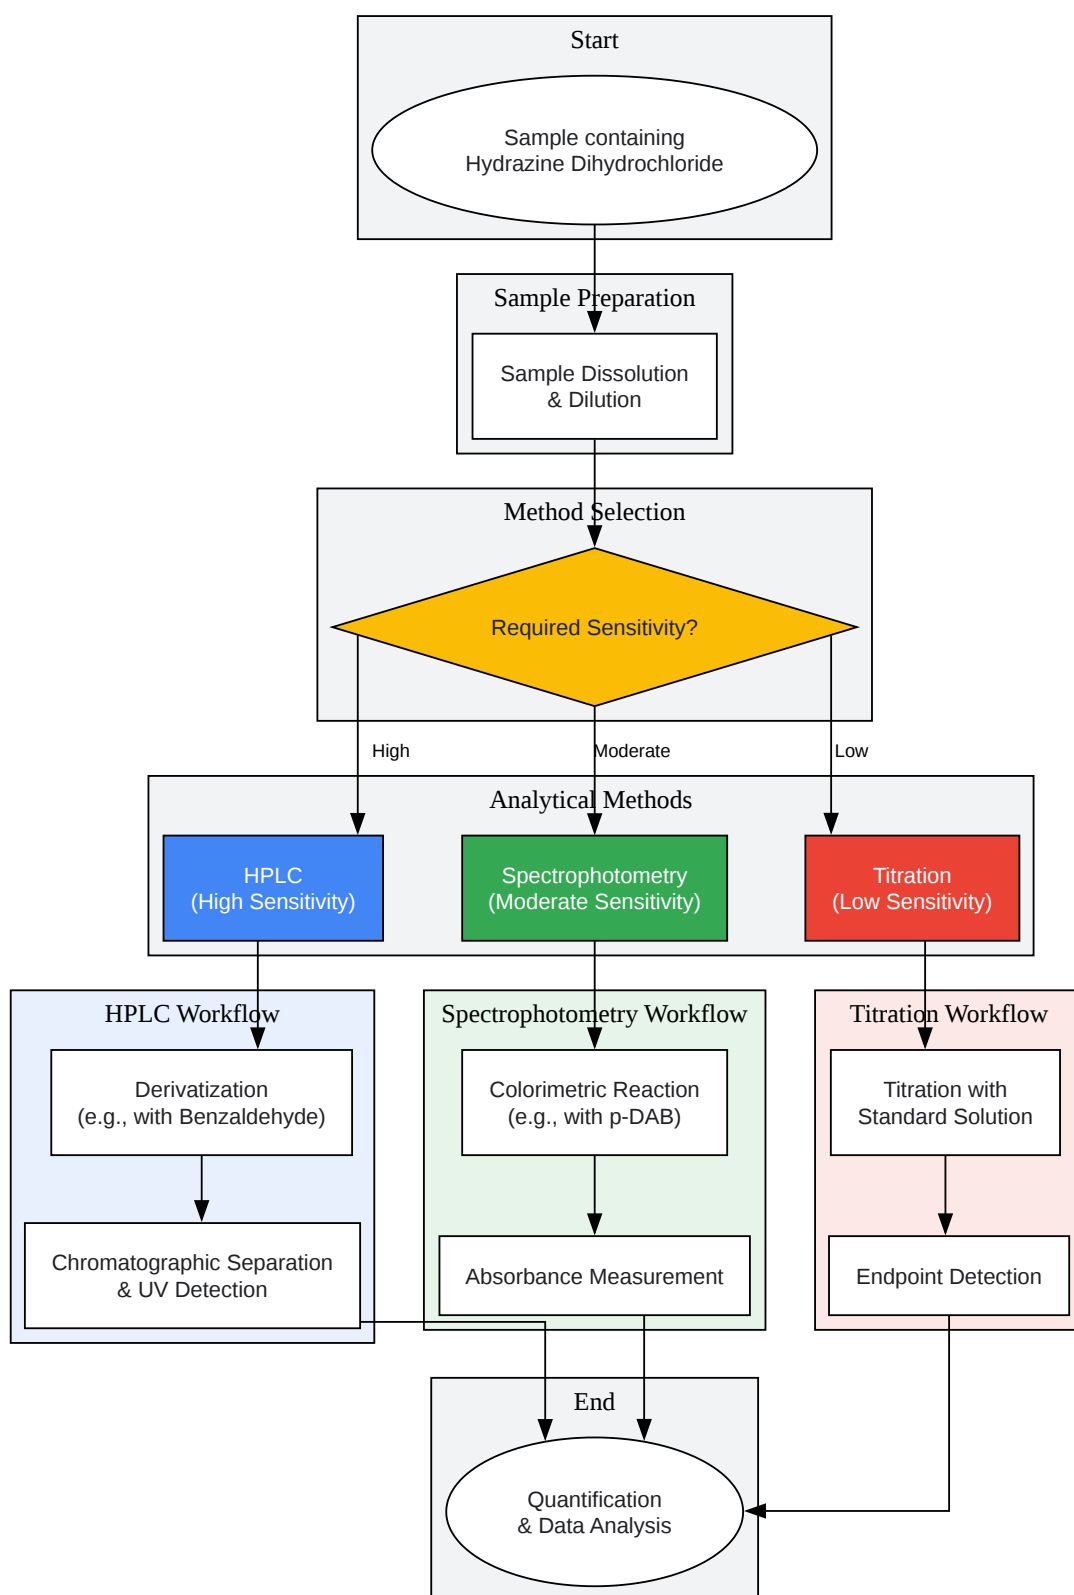 Start
Sample containing
Hydrazine Dihydrochloride
Sample Preparation
Sample Dissolution
& Dilution
Method Selection
Required Sensitivity?
High
Moderate
Low
Analytical Methods
HPLC
(High Sensitivity)
Spectrophotometry
(Moderate Sensitivity)
Titration
(Low Sensitivity)
HPLC Workflow
Derivatization
(e.g., with Benzaldehyde)
Chromatographic Separation
& UV Detection
Spectrophotometry Workflow
Colorimetric Reaction
(e.g., with p-DAB)
Absorbance Measurement
Titration Workflow
Titration with
Standard Solution
Endpoint Detection
End
Quantification
& Data Analysis